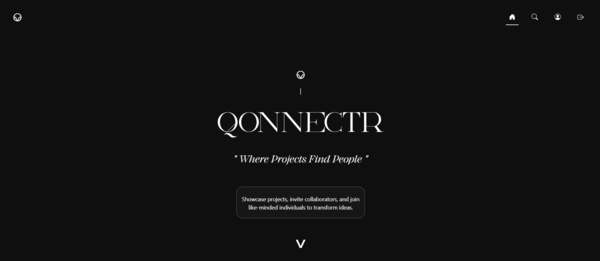 QONNECTR
" Where Projects Find People "
Showcase projects, invite collaborators, and join
like-minded individuals to transform ideas.